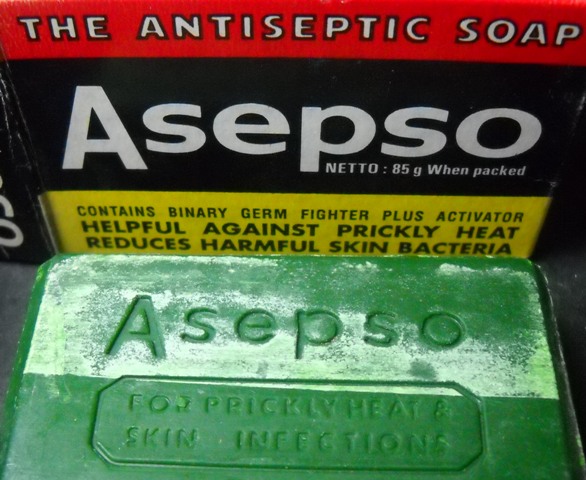 THE ANTISEPTIC SOAP
Asepso
NETTO : 85 g When packed
CONTAINS BINARY GERM FIGHTER PLUS ACTIVATOR
HELPFUL AGAINST PRICKLY HEAT
REDUCES HARMFUL SKIN BACTERIA
Asepso
FOR PRICKLY HEAT &
SKIN INFECTIONS